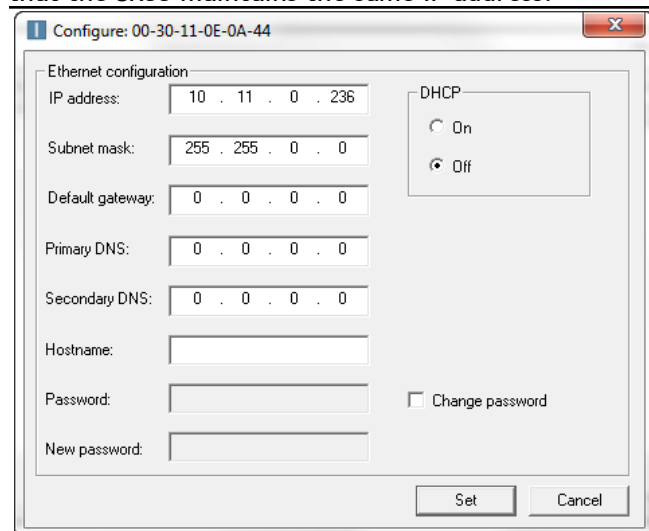 Configure: 00-30-11-0E-0A-44
Ethernet configuration
IP address: 10 . 11 . 0 . 236
DHCP
On
Subnet mask: 255 . 255 . 0 . 0
Off
Default gateway: 0 . 0 . 0 . 0
Primary DNS: 0 . 0 . 0 . 0
Secondary DNS: 0 . 0 . 0 . 0
Hostname:
Password:
Change password
New password:
Set Cancel